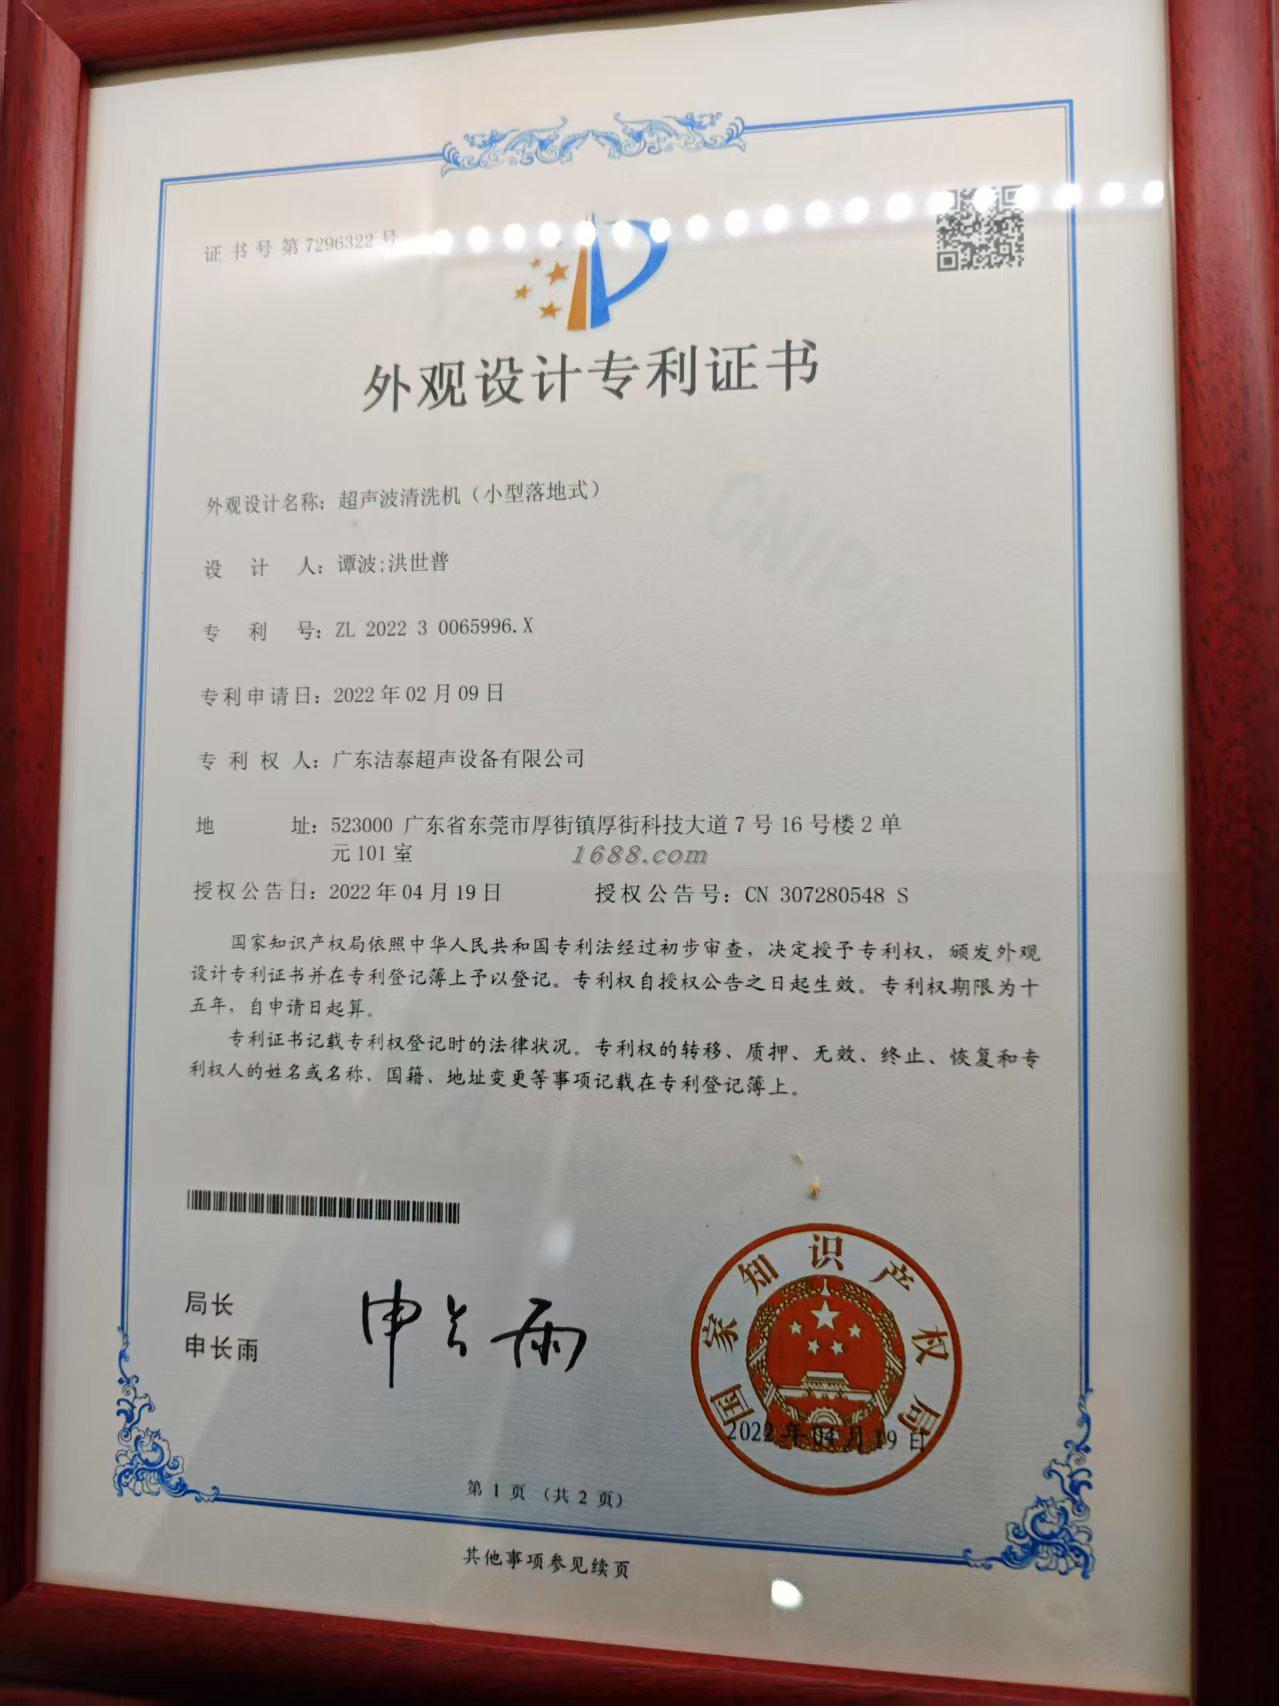 证书号第7296322号
外观设计专利证书
CNIPA
外观设计名称：超声波清洗机（小型落地式）
设计人：谭波;洪世普
专利号：ZL 2022 3 0065996.X
专利申请日：2022年02月09日
专利权人：广东洁泰超声设备有限公司
地址：523000 广东省东莞市厚街镇厚街科技大道7号16号楼2单
元101室
1688.com
授权公告日：2022年04月19日 授权公告号：CN 307280548 S
国家知识产权局依照中华人民共和国专利法经过初步审查，决定授予专利权，颁发外观
设计专利证书并在专利登记簿上予以登记。专利权自授权公告之日起生效。专利权期限为十
五年，自申请日起算。
专利证书记载专利权登记时的法律状况。专利权的转移、质押、无效、终止、恢复和专
利权人的姓名或名称、国籍、地址变更等事项记载在专利登记簿上。
局长
申长雨
申长雨
国家知识产权局
2022年04月19日
第1页（共2页）
其他事项参见续页